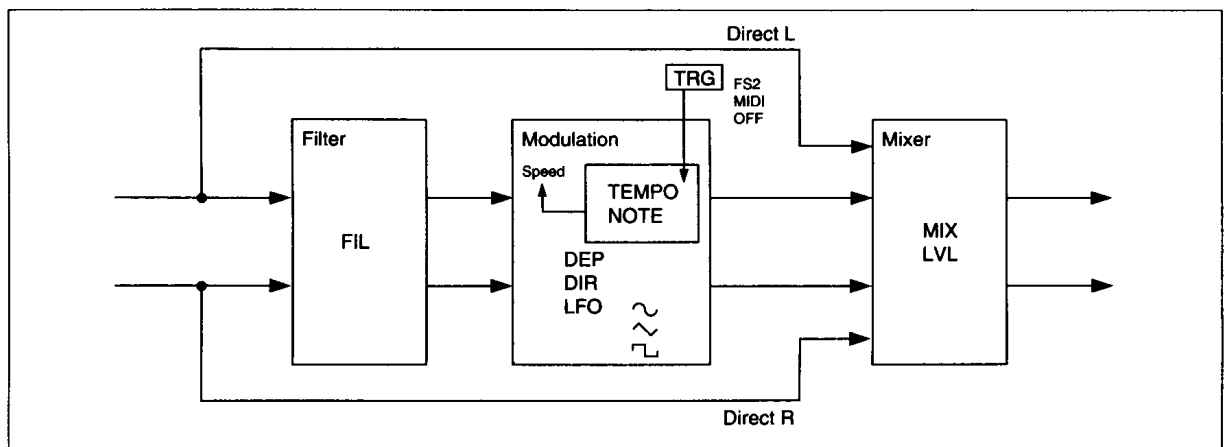 Direct L
TRG
FS2
MIDI
OFF
Filter
FIL
Modulation
Speed
TEMPO
NOTE
DEP
DIR
LFO
Mixer
MIX
LVL
Direct R